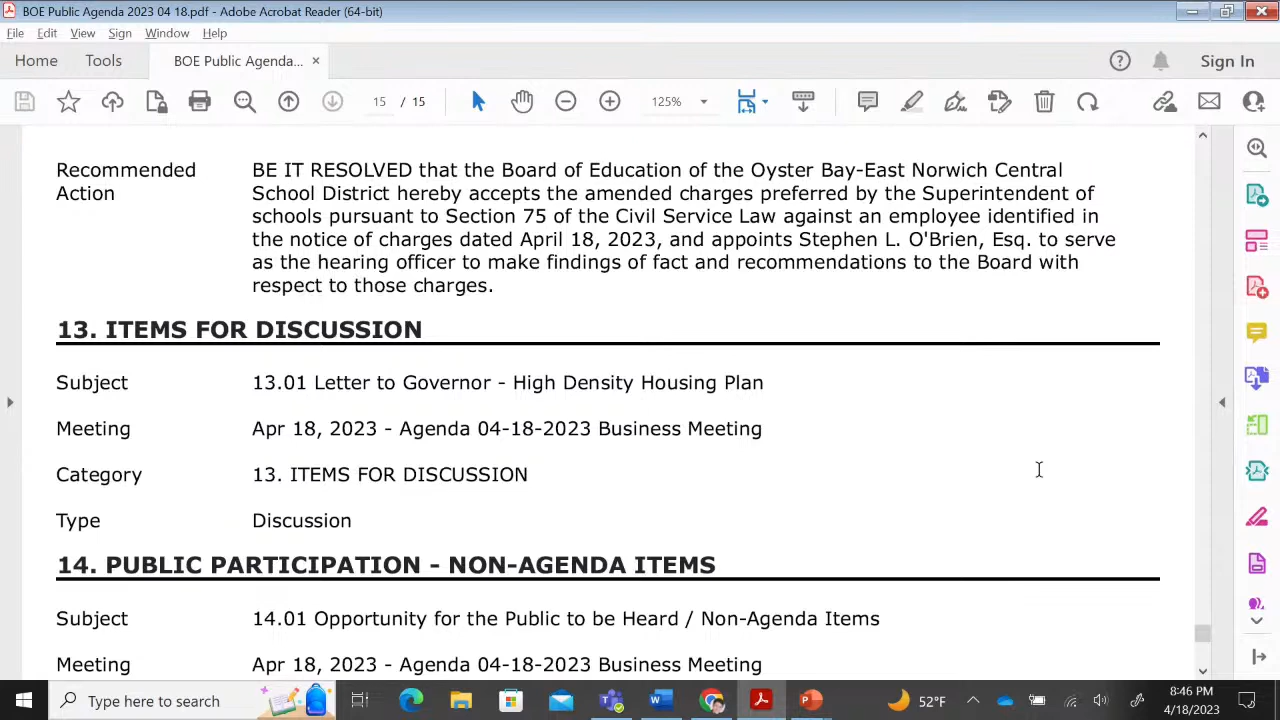 BOE Public Agenda 2023 04 18.pdf - Adobe Acrobat Reader (64-bit)
File Edit View Sign Window Help
Home Tools BOE Public Agenda... × Sign In
15 / 15 125%
Recommended Action
BE IT RESOLVED that the Board of Education of the Oyster Bay-East Norwich Central
School District hereby accepts the amended charges preferred by the Superintendent of
schools pursuant to Section 75 of the Civil Service Law against an employee identified in
the notice of charges dated April 18, 2023, and appoints Stephen L. O'Brien, Esq. to serve
as the hearing officer to make findings of fact and recommendations to the Board with
respect to those charges.
13. ITEMS FOR DISCUSSION
Subject 13.01 Letter to Governor - High Density Housing Plan
Meeting Apr 18, 2023 - Agenda 04-18-2023 Business Meeting
Category 13. ITEMS FOR DISCUSSION
Type Discussion
14. PUBLIC PARTICIPATION - NON-AGENDA ITEMS
Subject 14.01 Opportunity for the Public to be Heard / Non-Agenda Items
Meeting Apr 18, 2023 - Agenda 04-18-2023 Business Meeting
Type here to search 52°F 8:46 PM
4/18/2023